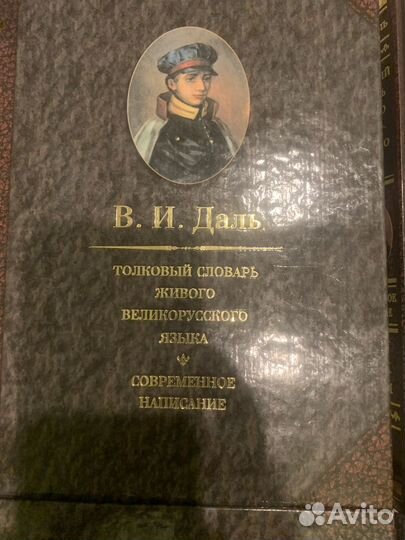 В. И. Даль
ТОЛКОВЫЙ СЛОВАРЬ
ЖИВОГО
ВЕЛИКОРУССКОГО
ЯЗЫКА
СОВРЕМЕННОЕ
НАПИСАНИЕ
Avito